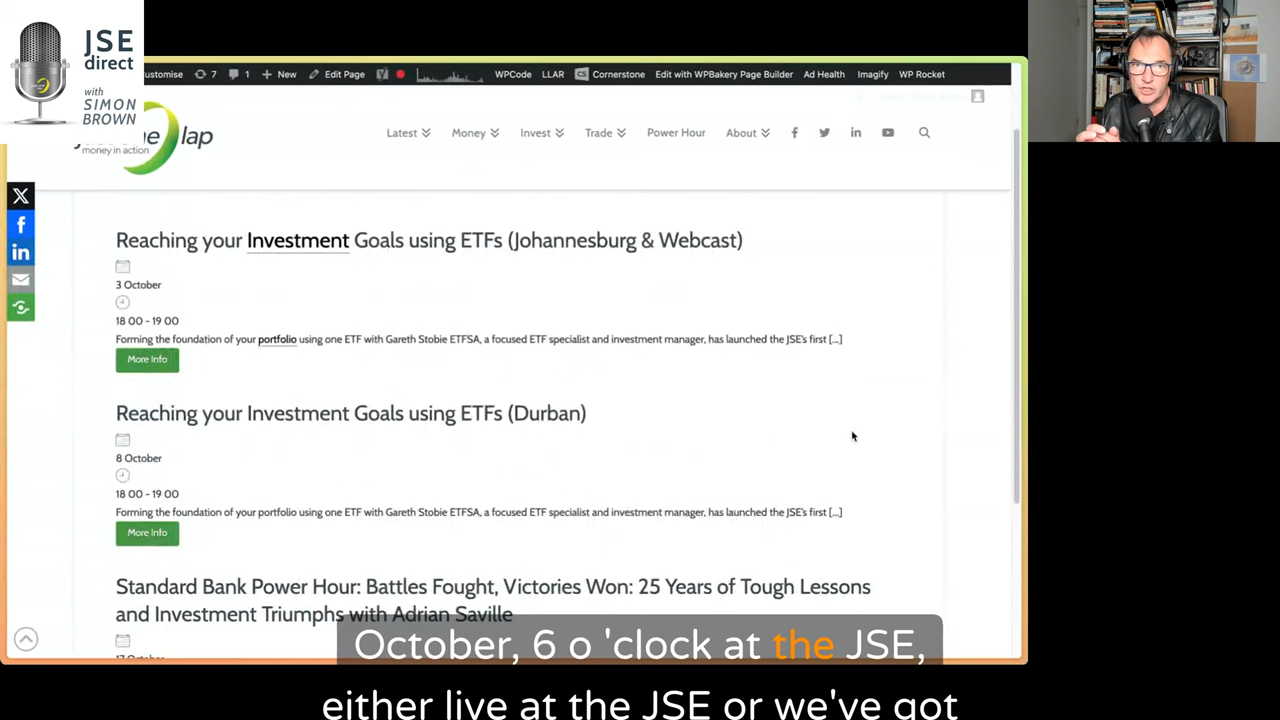 JSE
direct
with
SIMON
BROWN
ustomise 7 1 New Edit Page WPCode LLAR Cornerstone Edit with WPBakery Page Builder Ad Health Imagify WP Rocket
lap
money in action
Latest Money Invest Trade Power Hour About
Reaching your Investment Goals using ETFs (Johannesburg & Webcast)
3 October
18 00 - 19 00
Forming the foundation of your portfolio using one ETF with Gareth Stobie ETFSA, a focused ETF specialist and investment manager, has launched the JSE's first [...]
More Info
Reaching your Investment Goals using ETFs (Durban)
8 October
18 00 - 19 00
Forming the foundation of your portfolio using one ETF with Gareth Stobie ETFSA, a focused ETF specialist and investment manager, has launched the JSE's first [...]
More Info
Standard Bank Power Hour: Battles Fought, Victories Won: 25 Years of Tough Lessons
and Investment Triumphs with Adrian Saville
17 October
October, 6 o 'clock at the JSE,
either live at the JSE or we've got